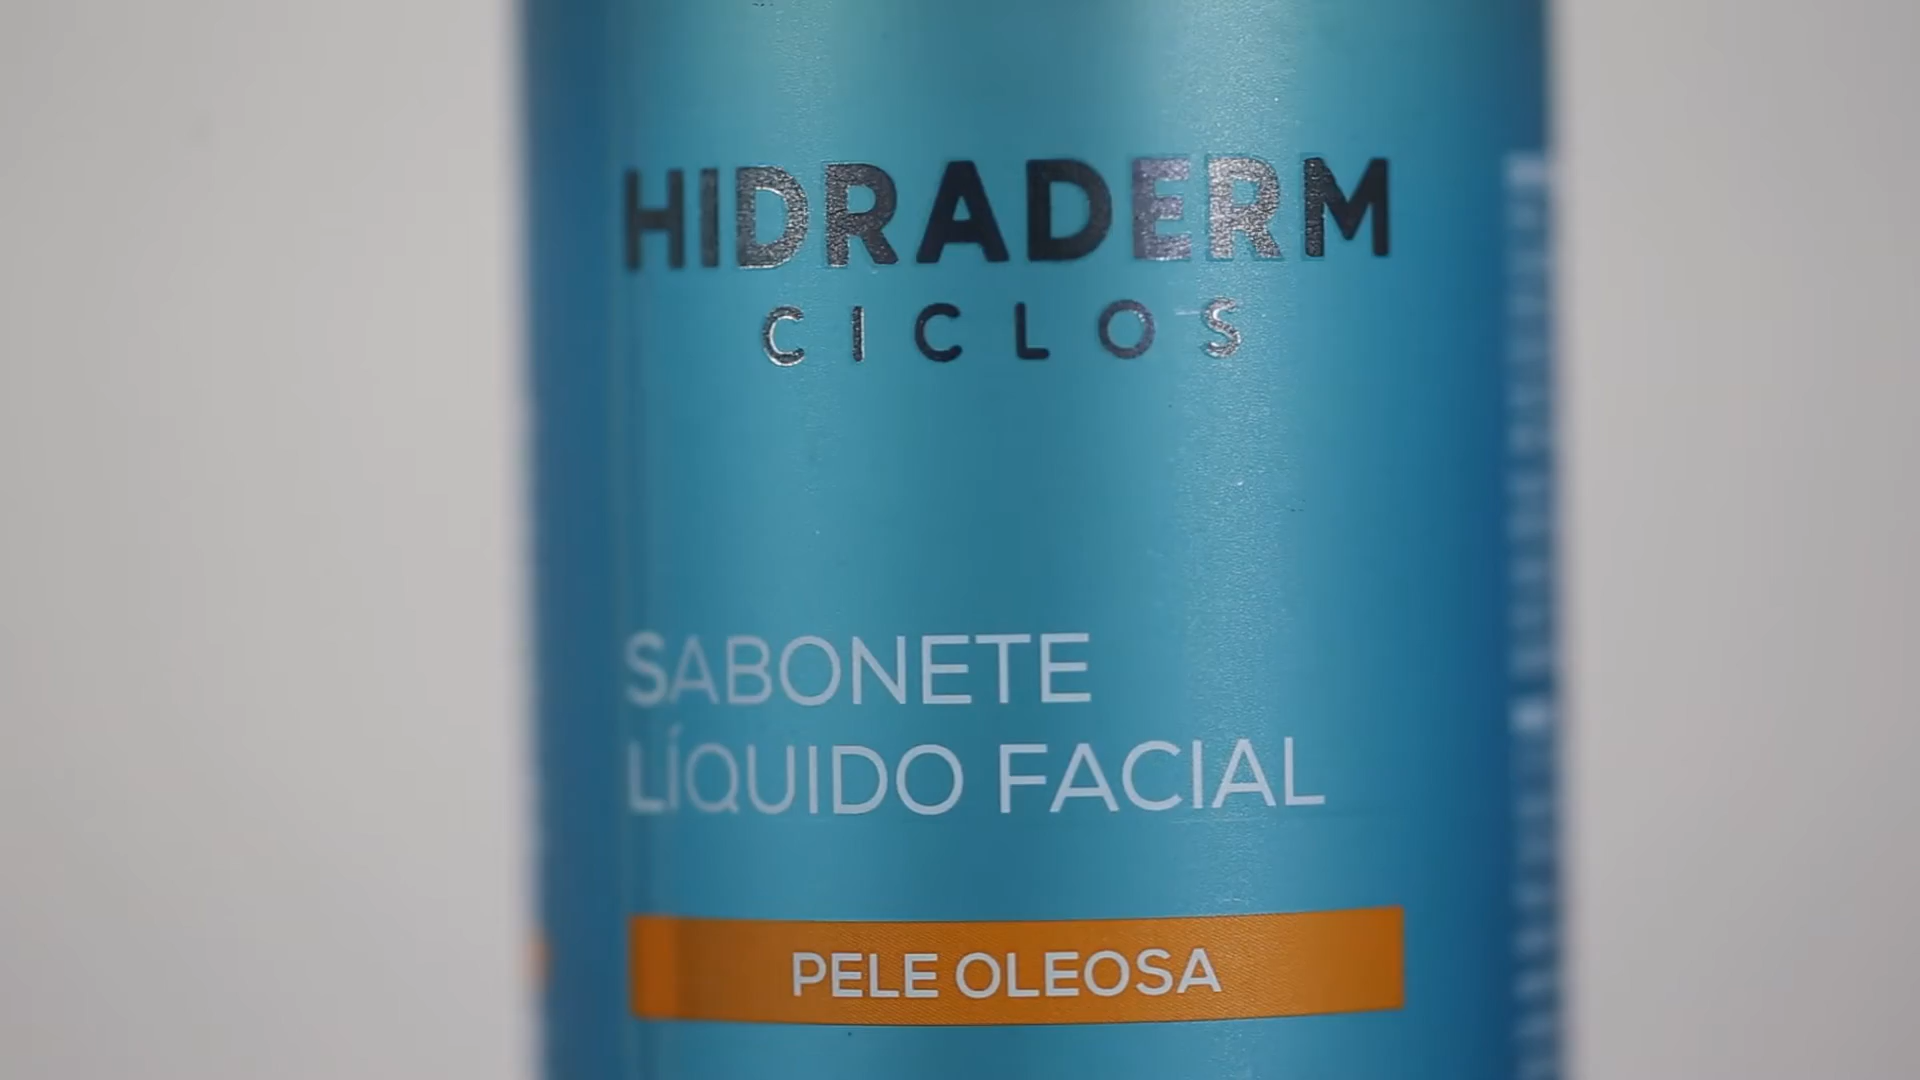 HIDRADERM
CICLOS
SABONETE
LÍQUIDO FACIAL
PELE OLEOSA